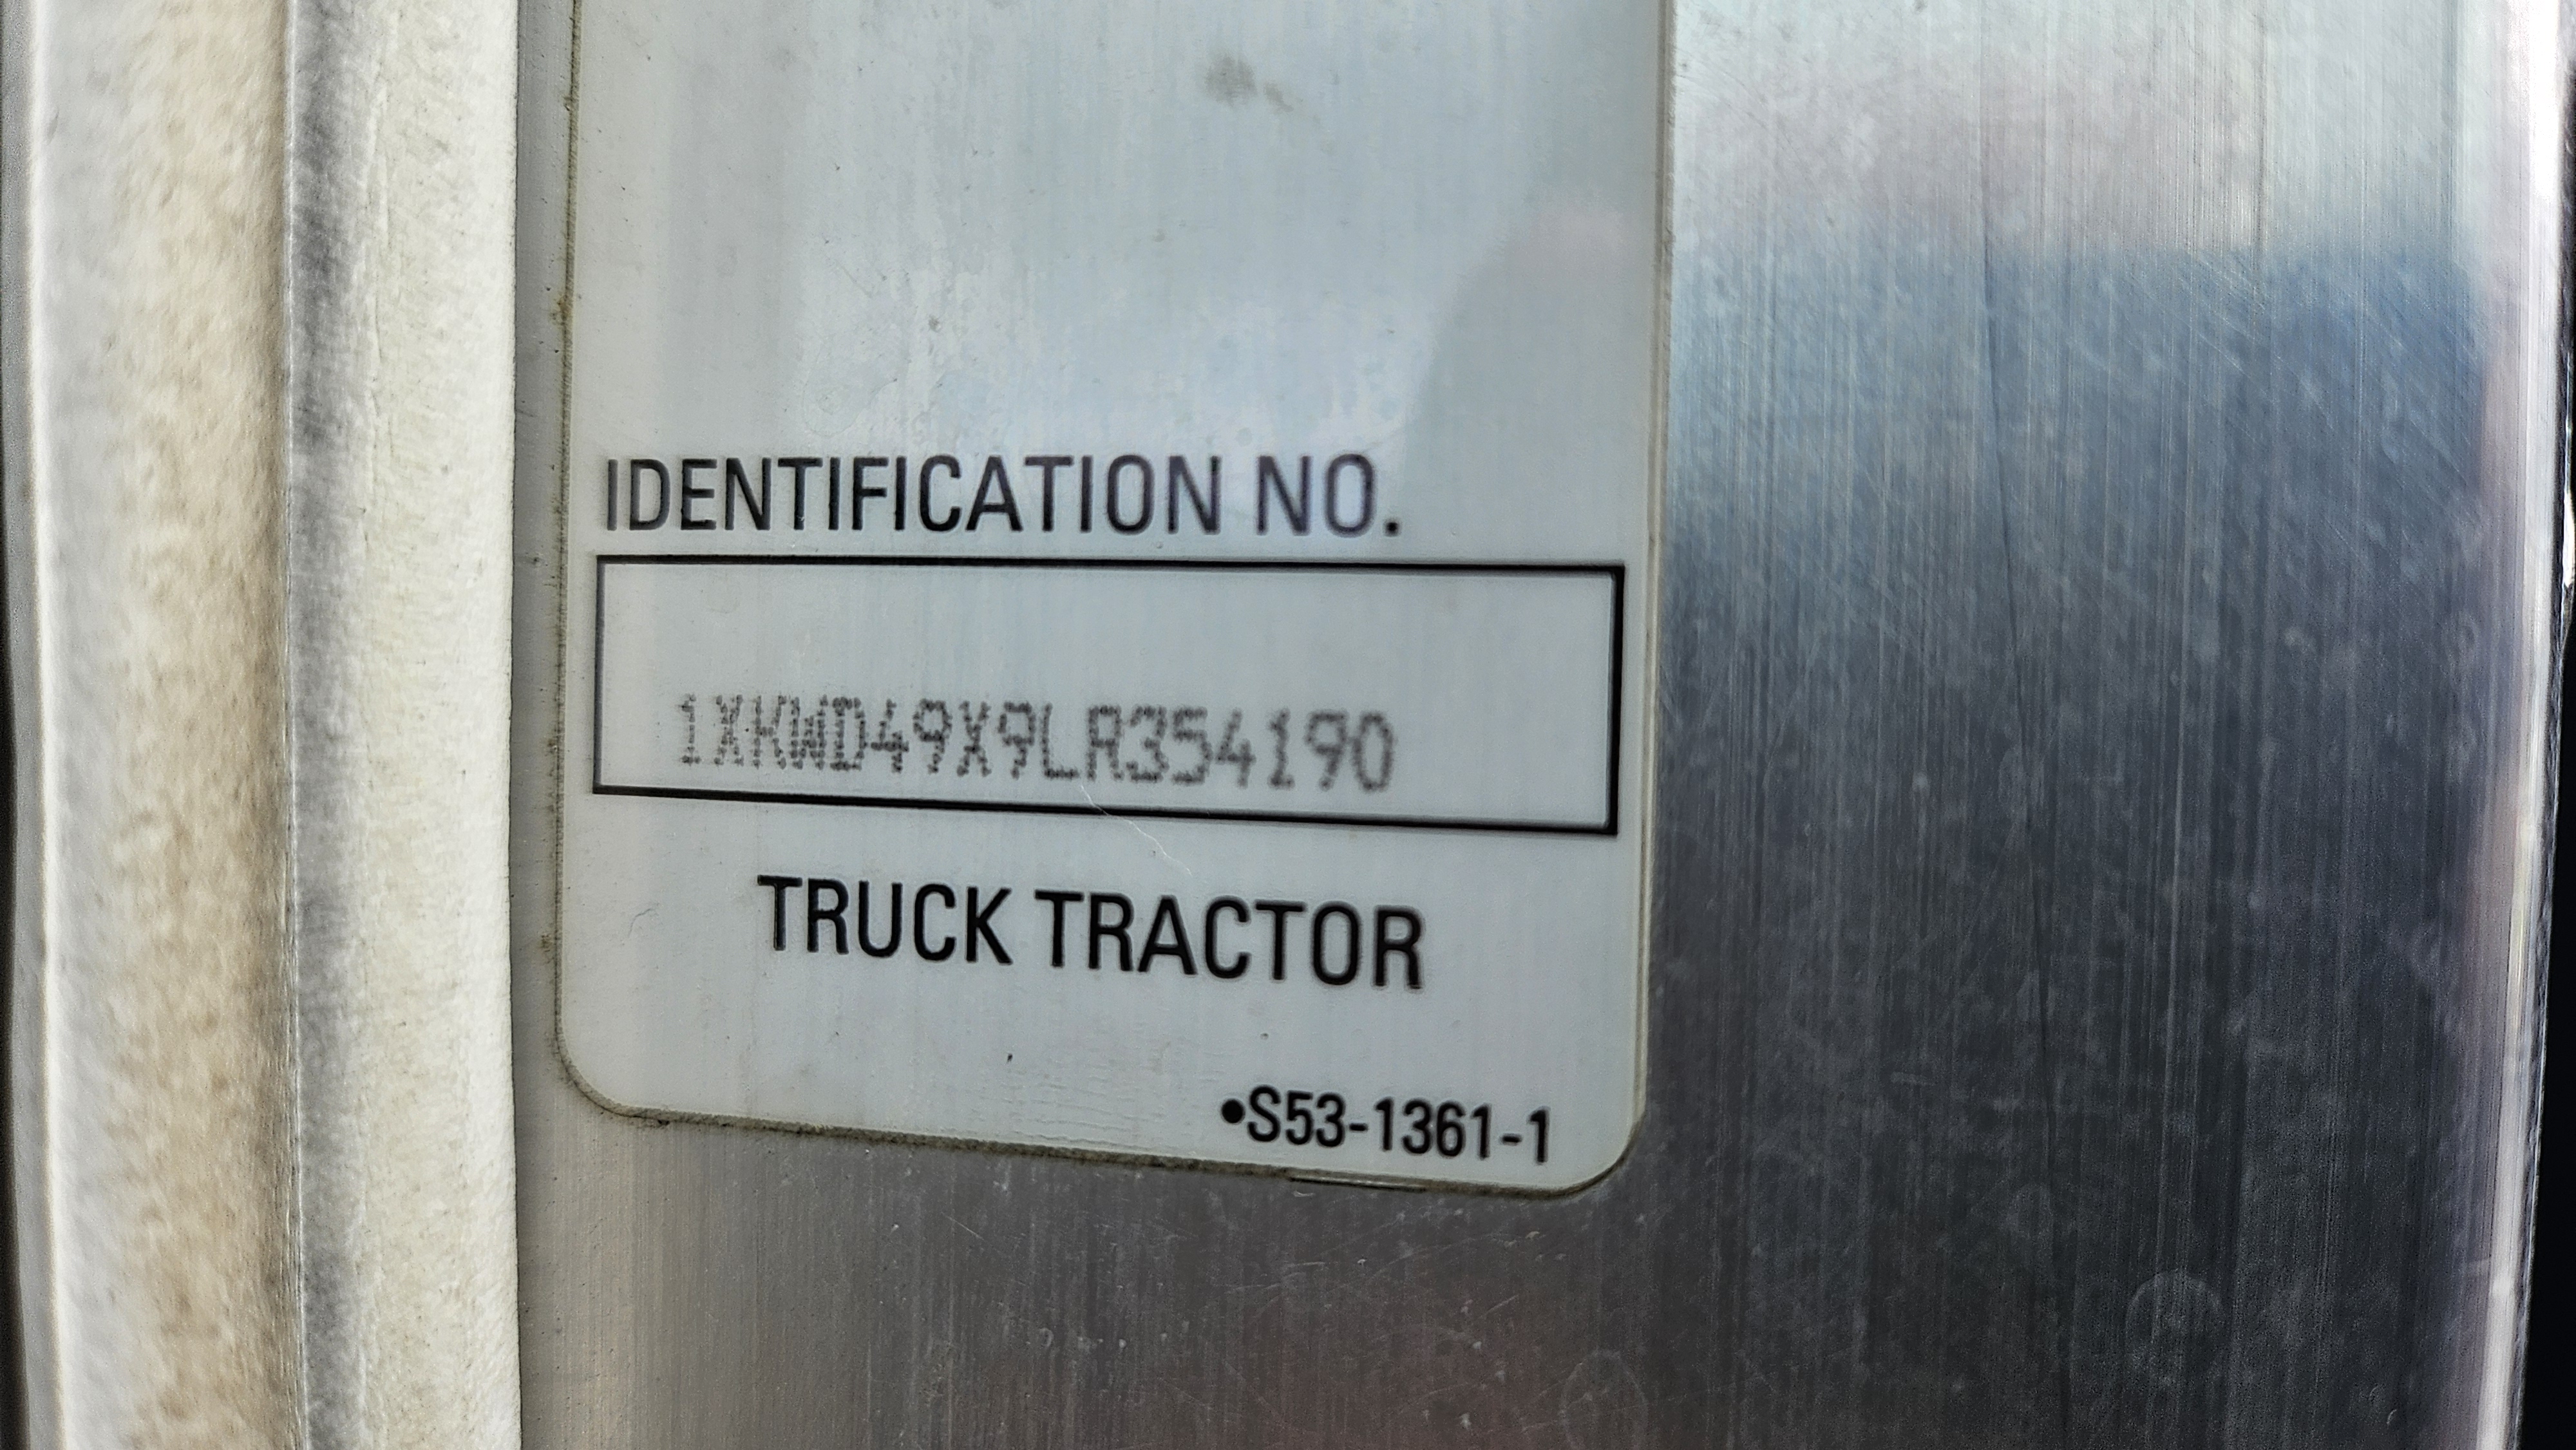 IDENTIFICATION NO.
1XKWD49X9LR354190
TRUCK TRACTOR
•S53-1361-1